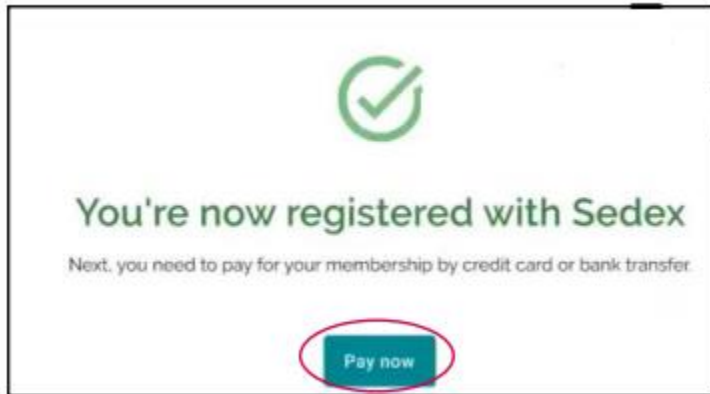 You're now registered with Sedex
Next, you need to pay for your membership by credit card or bank transfer.
Pay now